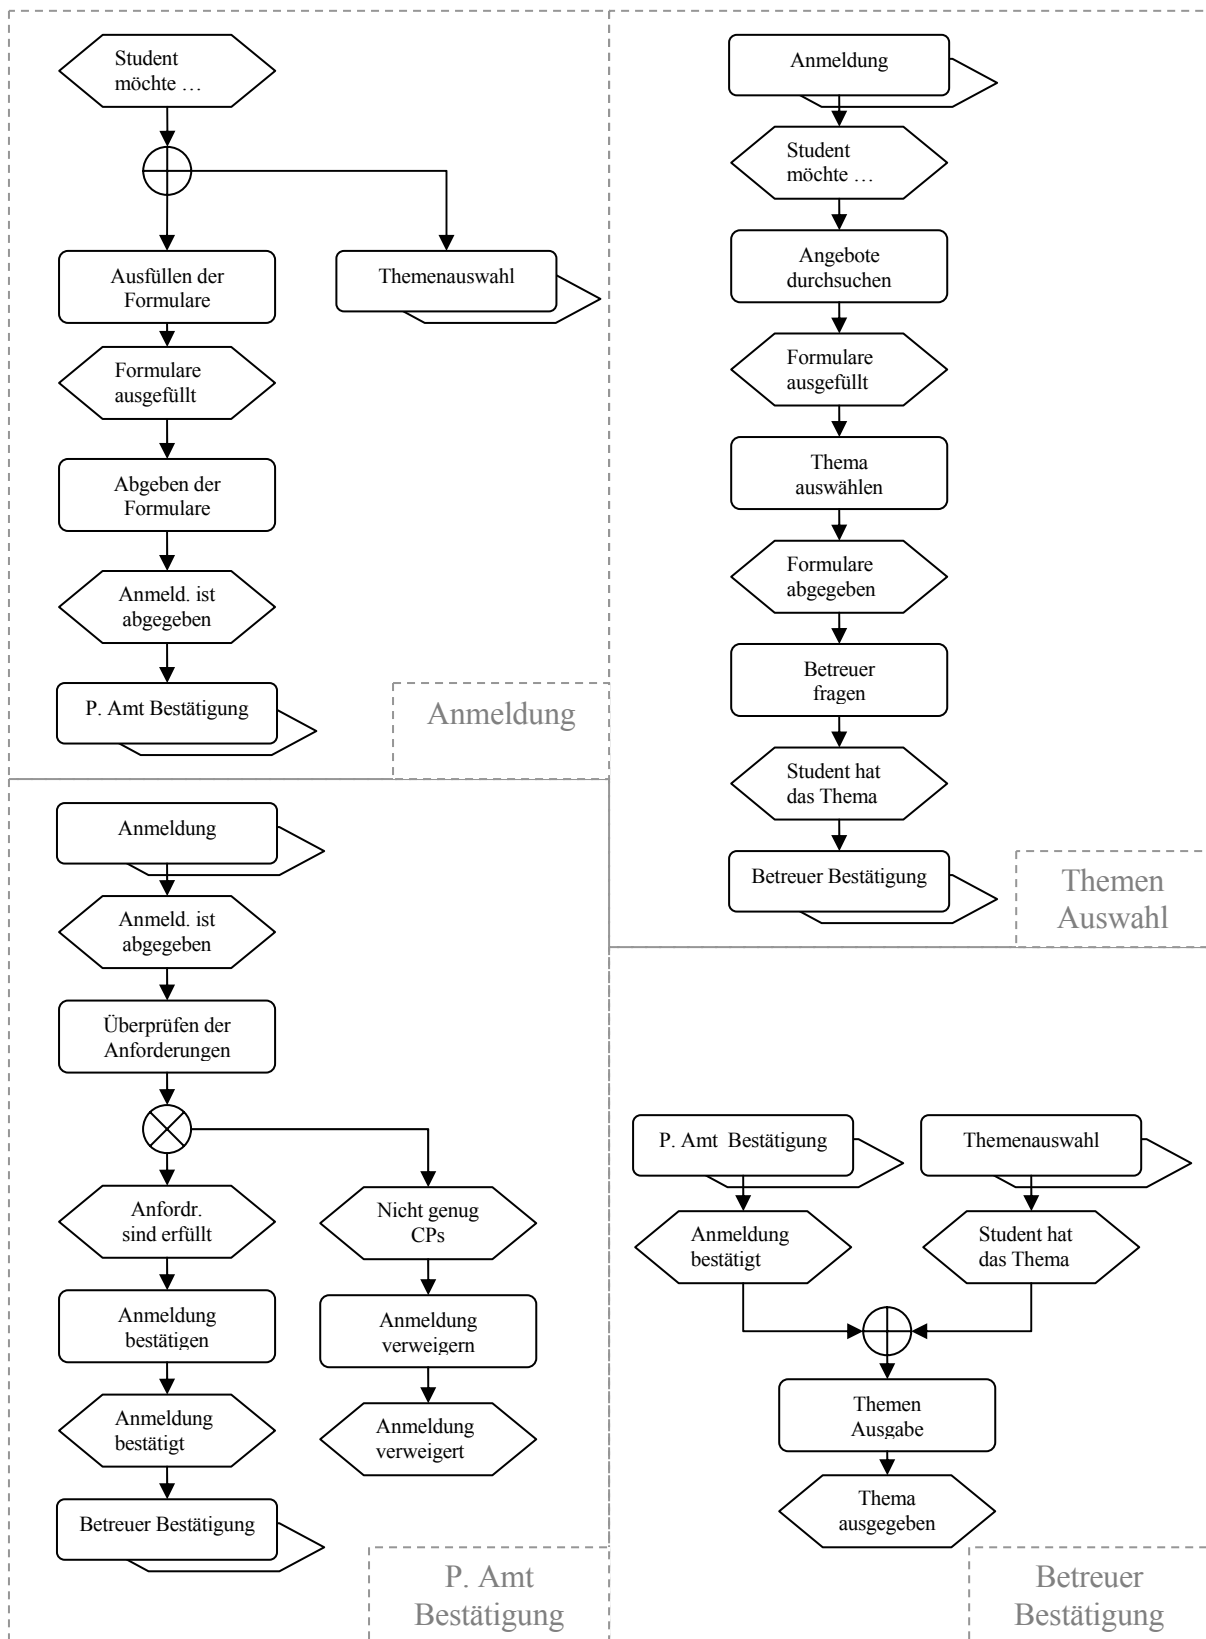 Student
möchte …
Ausfüllen der
Formulare
Themenauswahl
Formulare
ausgefüllt
Abgeben der
Formulare
Anmeld. ist
abgegeben
P. Amt Bestätigung
Anmeldung
Anmeldung
Student
möchte …
Angebote
durchsuchen
Formulare
ausgefüllt
Thema
auswählen
Formulare
abgegeben
Betreuer
fragen
Student hat
das Thema
Betreuer Bestätigung
Themen
Auswahl
Anmeldung
Anmeld. ist
abgegeben
Überprüfen der
Anforderungen
Anfordr.
sind erfüllt
Nicht genug
CPs
Anmeldung
bestätigen
Anmeldung
verweigern
Anmeldung
bestätigt
Anmeldung
verweigert
Betreuer Bestätigung
P. Amt
Bestätigung
P. Amt  Bestätigung
Themenauswahl
Anmeldung
bestätigt
Student hat
das Thema
Themen
Ausgabe
Thema
ausgegeben
Betreuer
Bestätigung